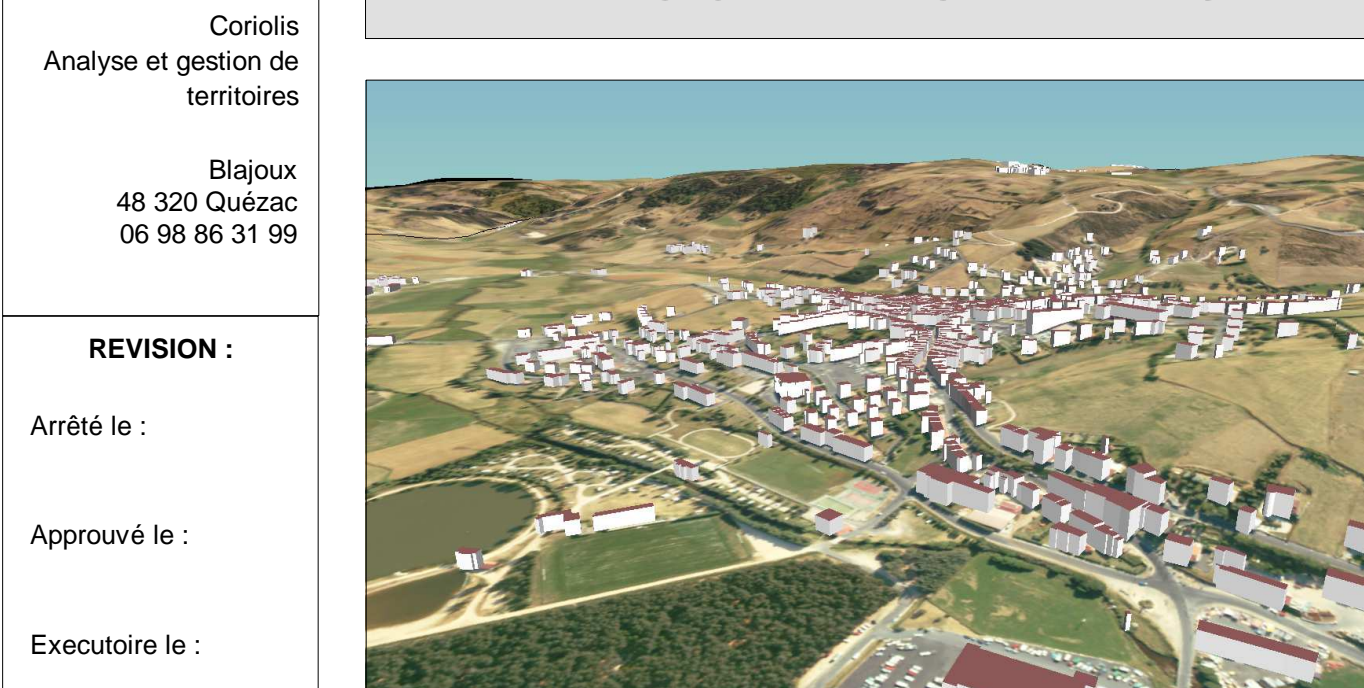 Coriolis
Analyse et gestion de
territoires
Blajoux
48 320 Quézac
06 98 86 31 99
REVISION :
Arrêté le :
Approuvé le :
Executoire le :